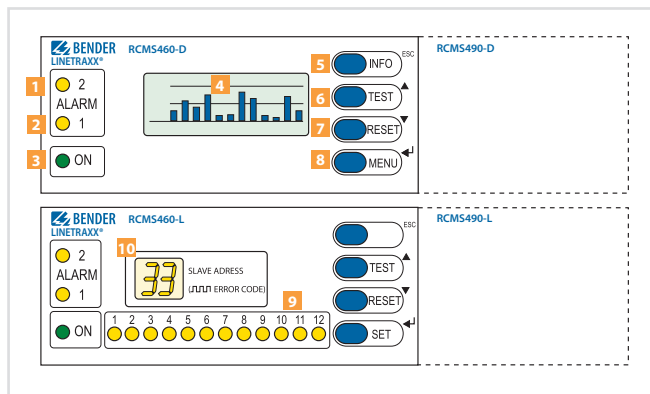 BENDER RCMS460-D
LINETRAXX®
RCMS490-D
1 2
ALARM
2 1
3 ON
4
5 INFO ESC
6 TEST
7 RESET
8 MENU
BENDER RCMS460-L
LINETRAXX®
RCMS490-L
2
ALARM
1
ON
10
33 SLAVE ADRESS
( ERROR CODE)
9
1 2 3 4 5 6 7 8 9 10 11 12
ESC
TEST
RESET
SET